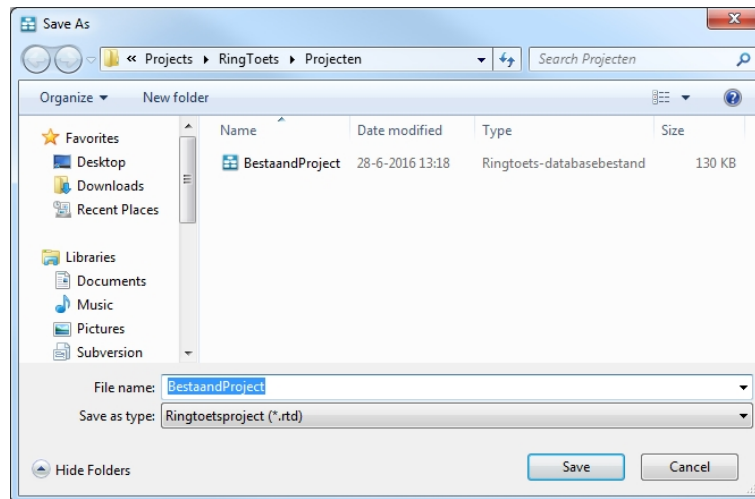 Save As
« Projects ▸ RingToets ▸ Projecten
Search Projecten
Organize ▾ New folder
Favorites
Desktop
Downloads
Recent Places
Libraries
Documents
Music
Pictures
Subversion
Name Date modified Type Size
BestaandProject 28-6-2016 13:18 Ringtoets-databasebestand 130 KB
File name: BestaandProject
Save as type: Ringtoetsproject (*.rtd)
Hide Folders Save Cancel